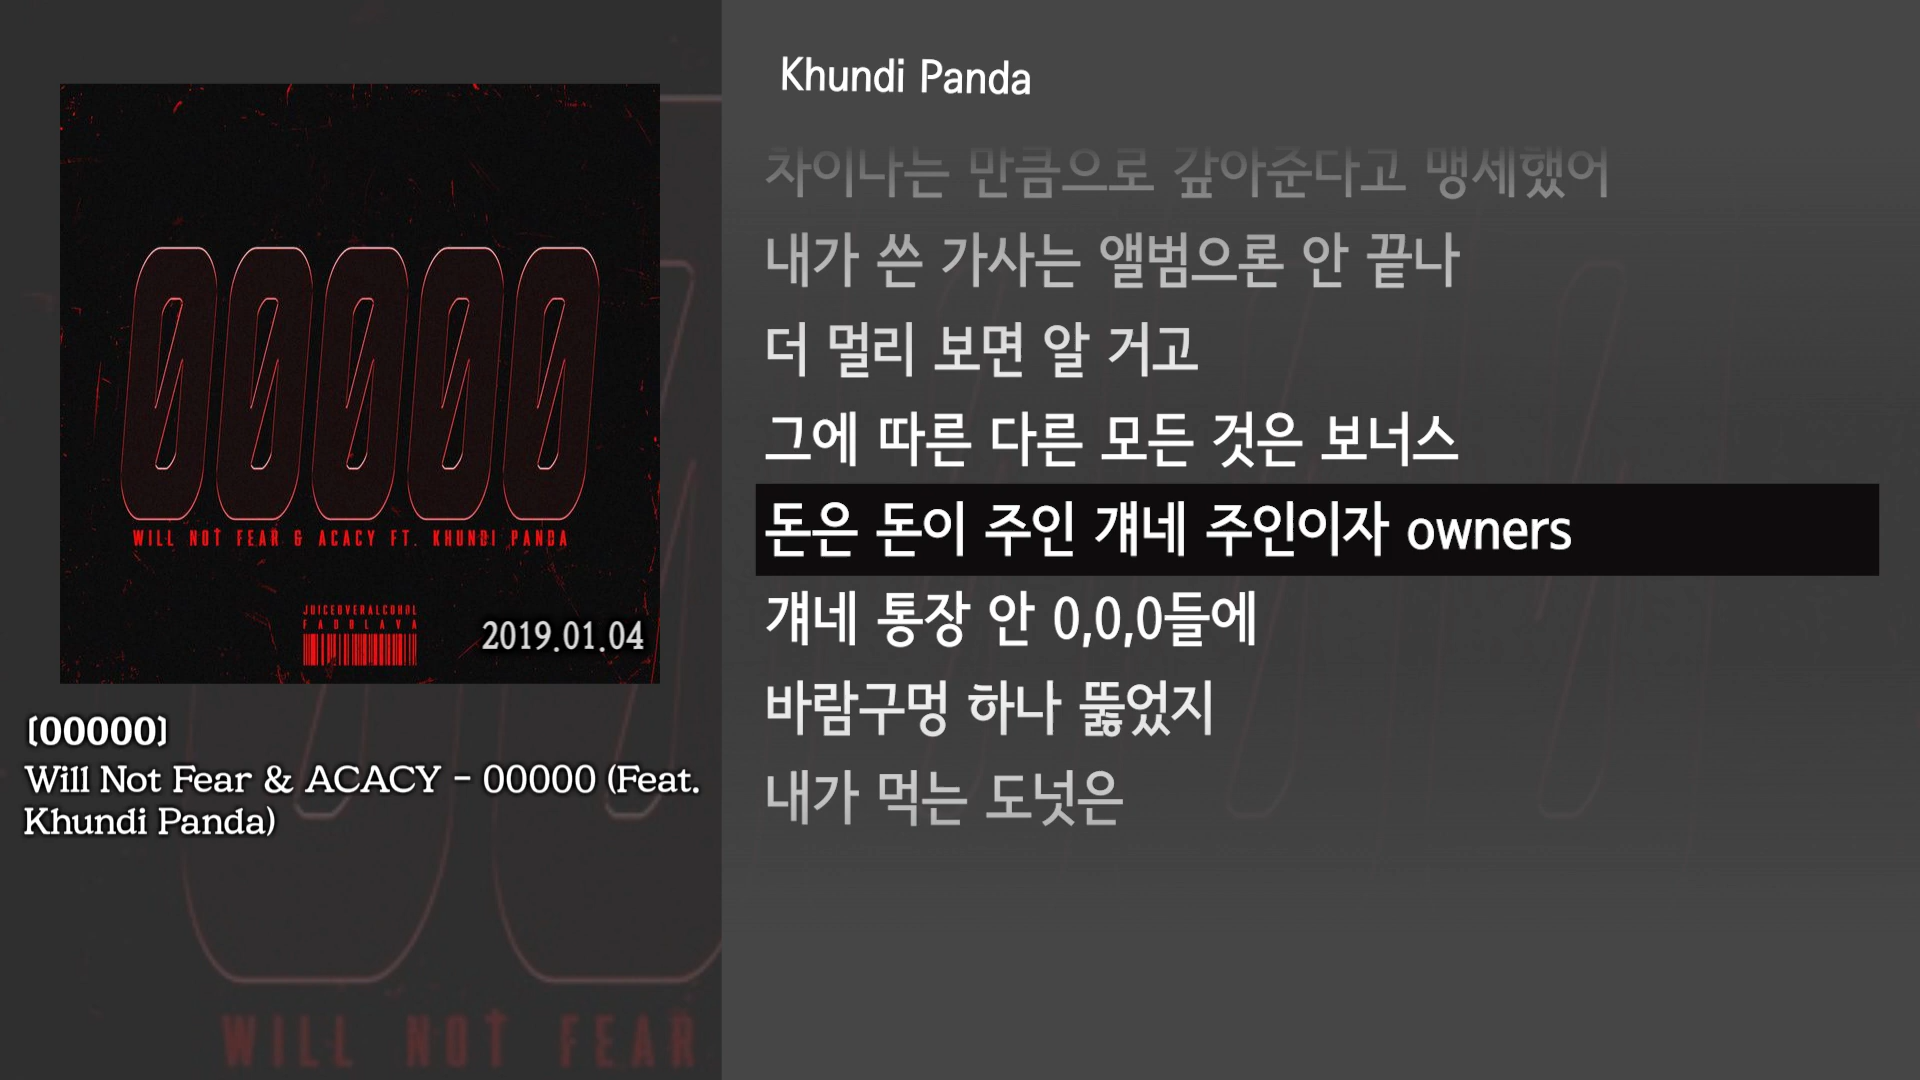 00000
WILL NOT FEAR & ACACY FT. KHUNDI PANDA
JUICEOVERALCOHOL
FADBLAVA
2019.01.04
[00000]
Will Not Fear & ACACY - 00000 (Feat.
Khundi Panda)
WILL NOT FEAR
Khundi Panda
차이나는 만큼으로 갚아준다고 맹세했어
내가 쓴 가사는 앨범으론 안 끝나
더 멀리 보면 알 거고
그에 따른 다른 모든 것은 보너스
돈은 돈이 주인 걔네 주인이자 owners
걔네 통장 안 0,0,0들에
바람구멍 하나 뚫었지
내가 먹는 도넛은